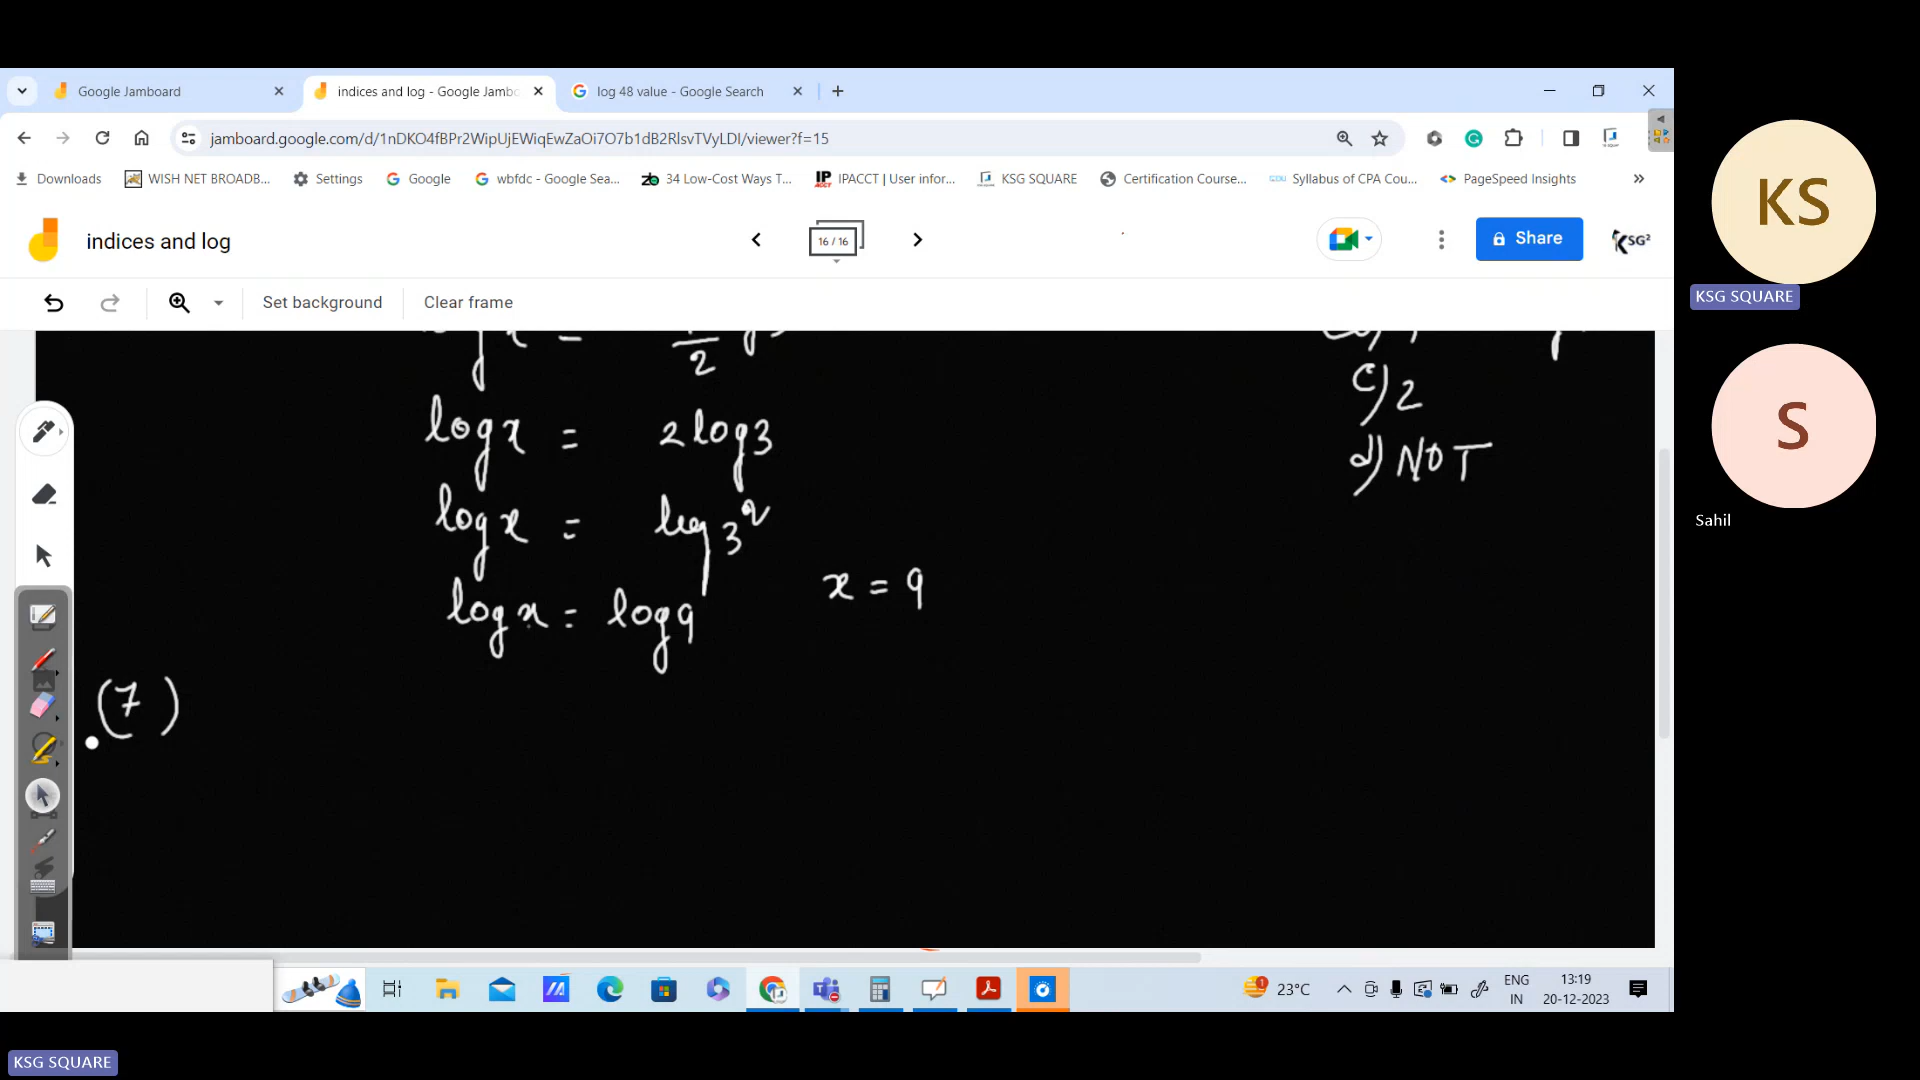 Google Jamboard
indices and log - Google Jambo
log 48 value - Google Search
jamboard.google.com/d/1nDKO4fBPr2WipUjEWiqEwZaOi7O7b1dB2RlsvTVyLDI/viewer?f=15
Downloads
WISH NET BROADB...
Settings
Google
wbfdc - Google Sea...
34 Low-Cost Ways T...
IPACCT | User infor...
KSG SQUARE
Certification Course...
Syllabus of CPA Cou...
PageSpeed Insights
indices and log
16 / 16
Share
KSG²
Set background
Clear frame
2
c) 2
log x = 2 log 3
d) NOT
log x = log 3²
x = 9
log x = log 9
(7)
23°C
ENG
IN
13:19
20-12-2023
KS
KSG SQUARE
S
Sahil
KSG SQUARE